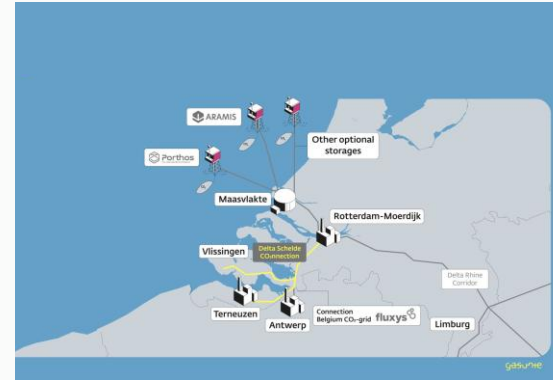 ARAMIS
Porthos
Other optional
storages
Maasvlakte
Rotterdam-Moerdijk
Vlissingen
Delta Schelde
CO₂nnection
Delta Rhine
Corridor
Terneuzen
Antwerp
Connection
Belgium CO₂-grid
fluxys
Limburg
gasunie